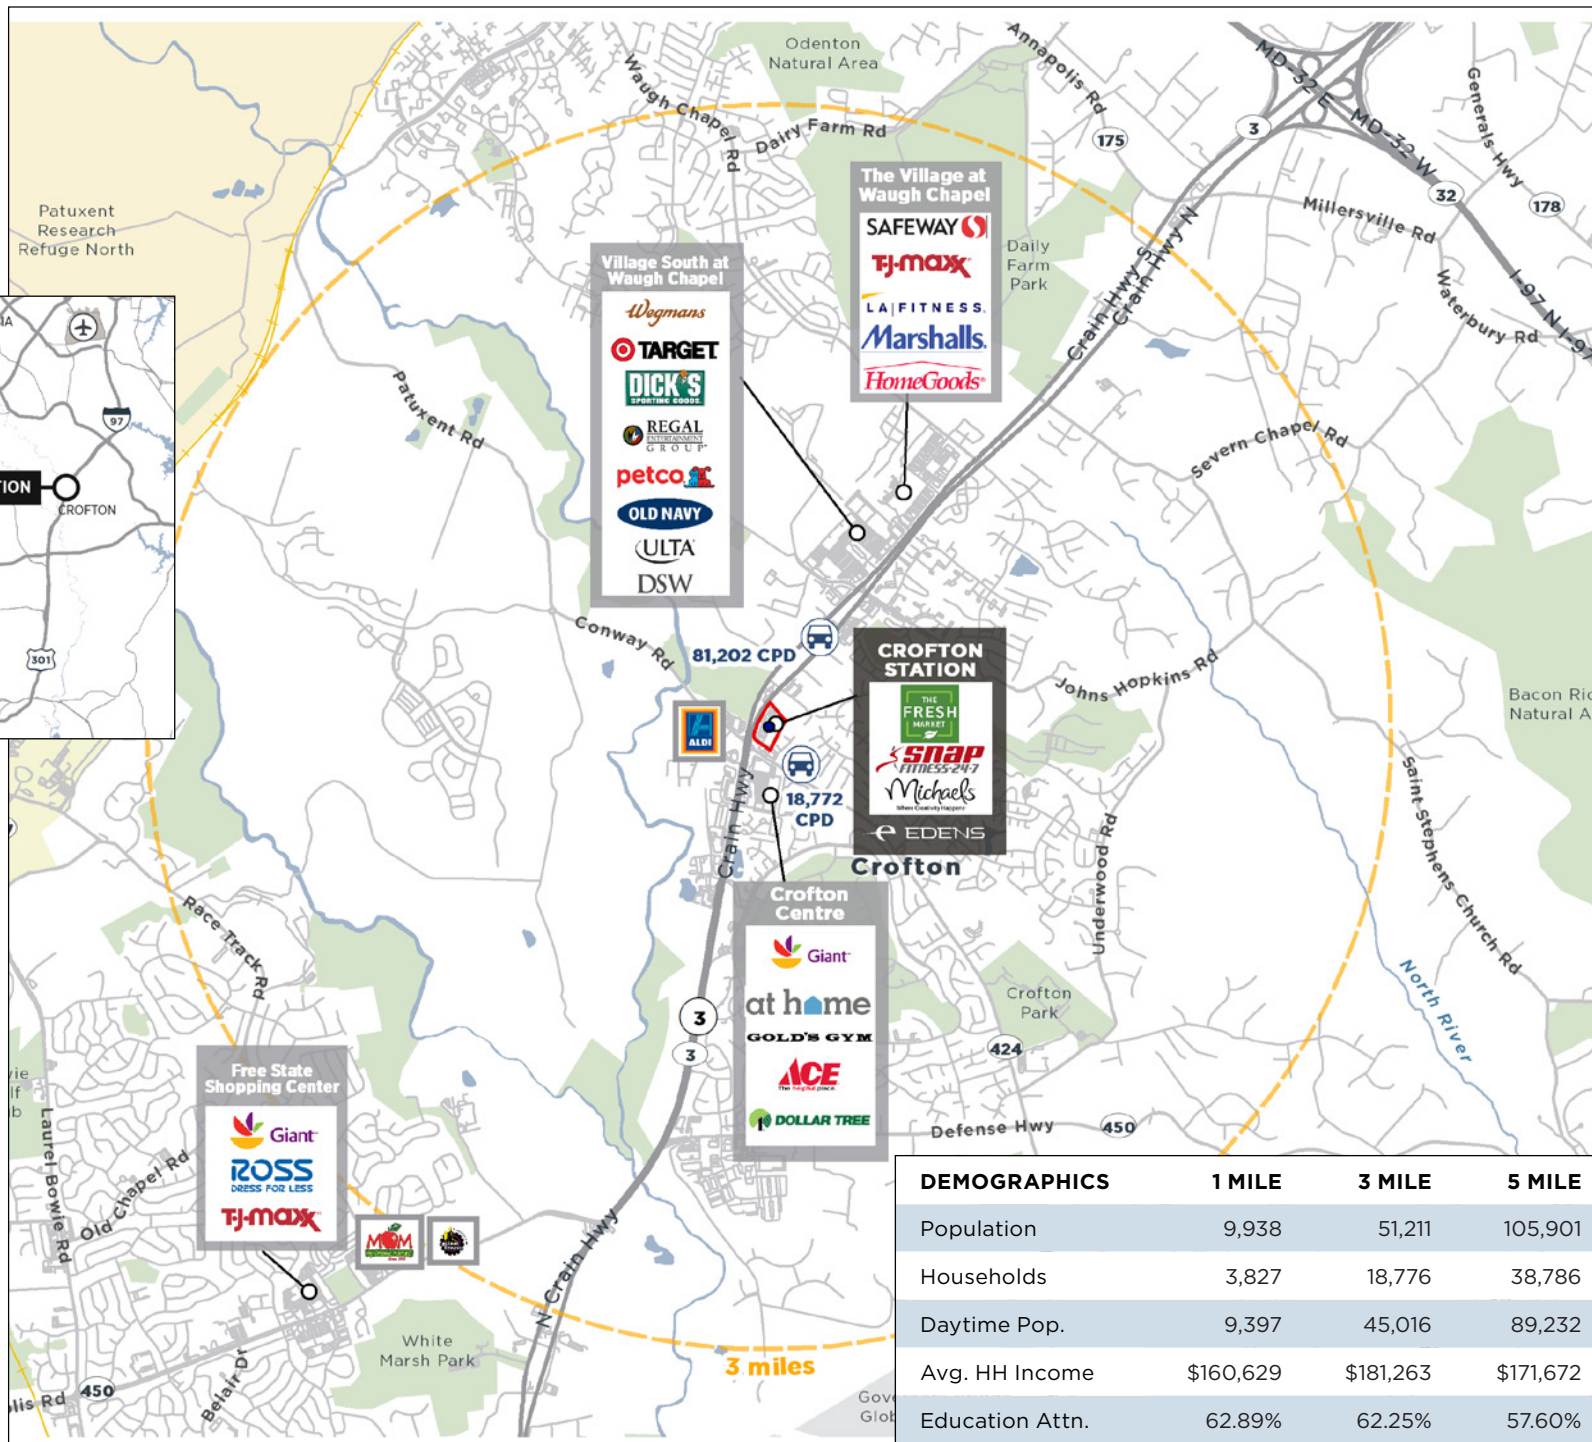 Odenton
Natural Area
Annapolis Rd
Waugh Chapel Rd
Dairy Farm Rd
175
3
MD-32 E
MD-32 W
Generals Hwy
178
32
Millersville Rd
I-97 N
Waterbury Rd
Patuxent
Research
Refuge North
The Village at
Waugh Chapel
SAFEWAY
T·J·maxx
LA|FITNESS.
Marshalls.
HomeGoods
Daily
Farm
Park
Crain Hwy S
Crain Hwy N
Village South at
Waugh Chapel
Wegmans
TARGET
DICK'S
SPORTING GOODS.
REGAL
ENTERTAINMENT
GROUP
petco
OLD NAVY
ULTA
DSW
97
CROFTON
301
Patuxent Rd
Severn Chapel Rd
Conway Rd
81,202 CPD
CROFTON
STATION
THE
FRESH
MARKET
SNAP
FITNESS-24-7
Michaels
Where Creativity Happens
EDENS
Johns Hopkins Rd
ALDI
18,772
CPD
Crain Hwy
Crofton
Underwood Rd
Saint Stephens Church Rd
North River
Crofton
Centre
Giant
at home
GOLD'S GYM
ACE
The helpful place.
DOLLAR TREE
Race Track Rd
3
3
Crofton
Park
424
Defense Hwy
450
Free State
Shopping Center
Giant
ROSS
DRESS FOR LESS
T·J·maxx
MOM
Laurel Bowie Rd
Old Chapel Rd
N Crain Hwy
White
Marsh Park
3 miles
450
Belair Dr
DEMOGRAPHICS 1 MILE 3 MILE 5 MILE
Population 9,938 51,211 105,901
Households 3,827 18,776 38,786
Daytime Pop. 9,397 45,016 89,232
Avg. HH Income $160,629 $181,263 $171,672
Education Attn. 62.89% 62.25% 57.60%